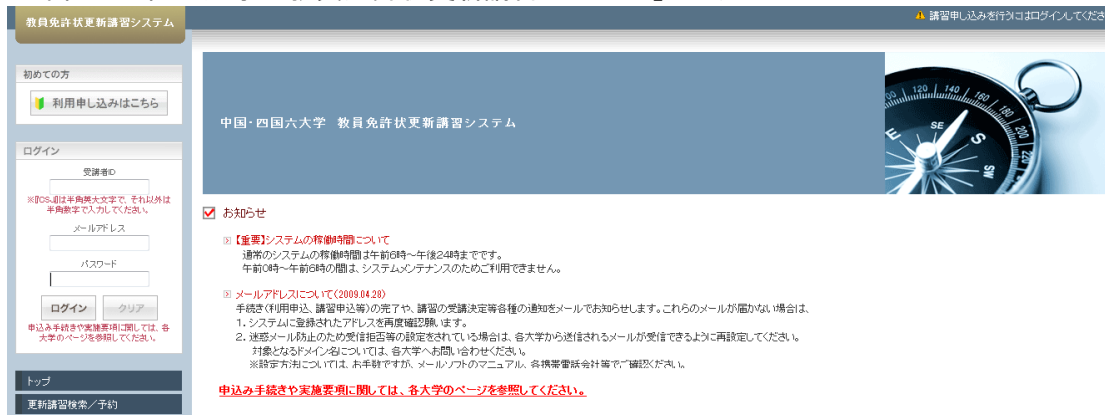 教員免許状更新講習システム
講習申し込みを行うにはログインしてくださ
初めての方
利用申し込みはこちら
ログイン
受講者ID
※『CS』は半角英大文字で、それ以外は
半角数字で入力してください。
メールアドレス
パスワード
ログイン
クリア
申込み手続きや実施要項に関しては、各
大学のページを参照してください。
トップ
更新講習検索／予約
中国・四国六大学 教員免許状更新講習システム
お知らせ
【重要】システムの稼働時間について
通常のシステムの稼働時間は午前6時～午後24時までです。
午前0時～午前6時の間は、システムメンテナンスのためご利用できません。
メールアドレスについて(2009.04.28)
手続き(利用申込、講習申込等)の完了や、講習の受講決定等各種の通知をメールでお知らせします。これらのメールが届かない場合は、
1. システムに登録されたアドレスを再度確認願います。
2. 迷惑メール防止のため受信拒否等の設定をされている場合は、各大学から送信されるメールが受信できるように再設定してください。
対象となるドメイン名については、各大学へお問い合わせください。
※設定方法については、お手数ですが、メールソフトのマニュアル、各携帯電話会社等でご確認ください。
申込み手続きや実施要項に関しては、各大学のページを参照してください。
120
140
160
180
200
SE
S
E
SW